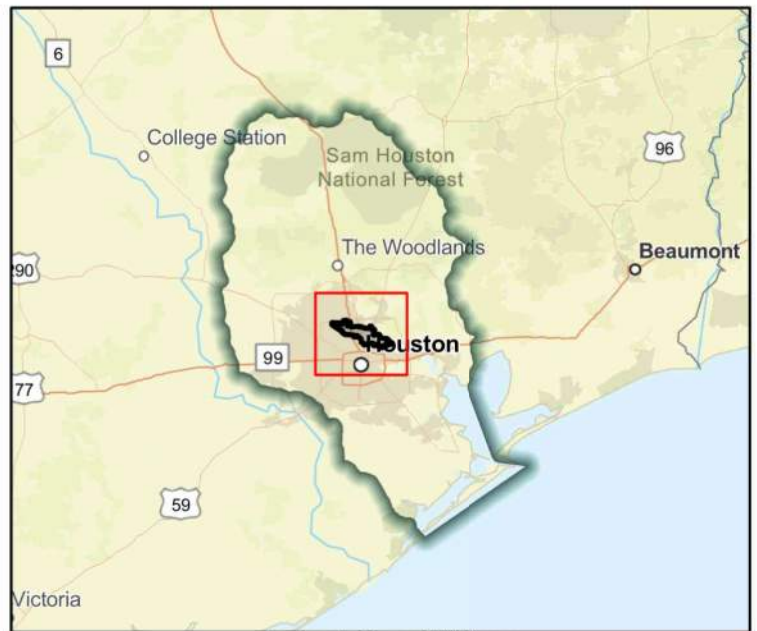 6
College Station
Sam Houston
National Forest
96
The Woodlands
Beaumont
290
Houston
99
77
59
Victoria